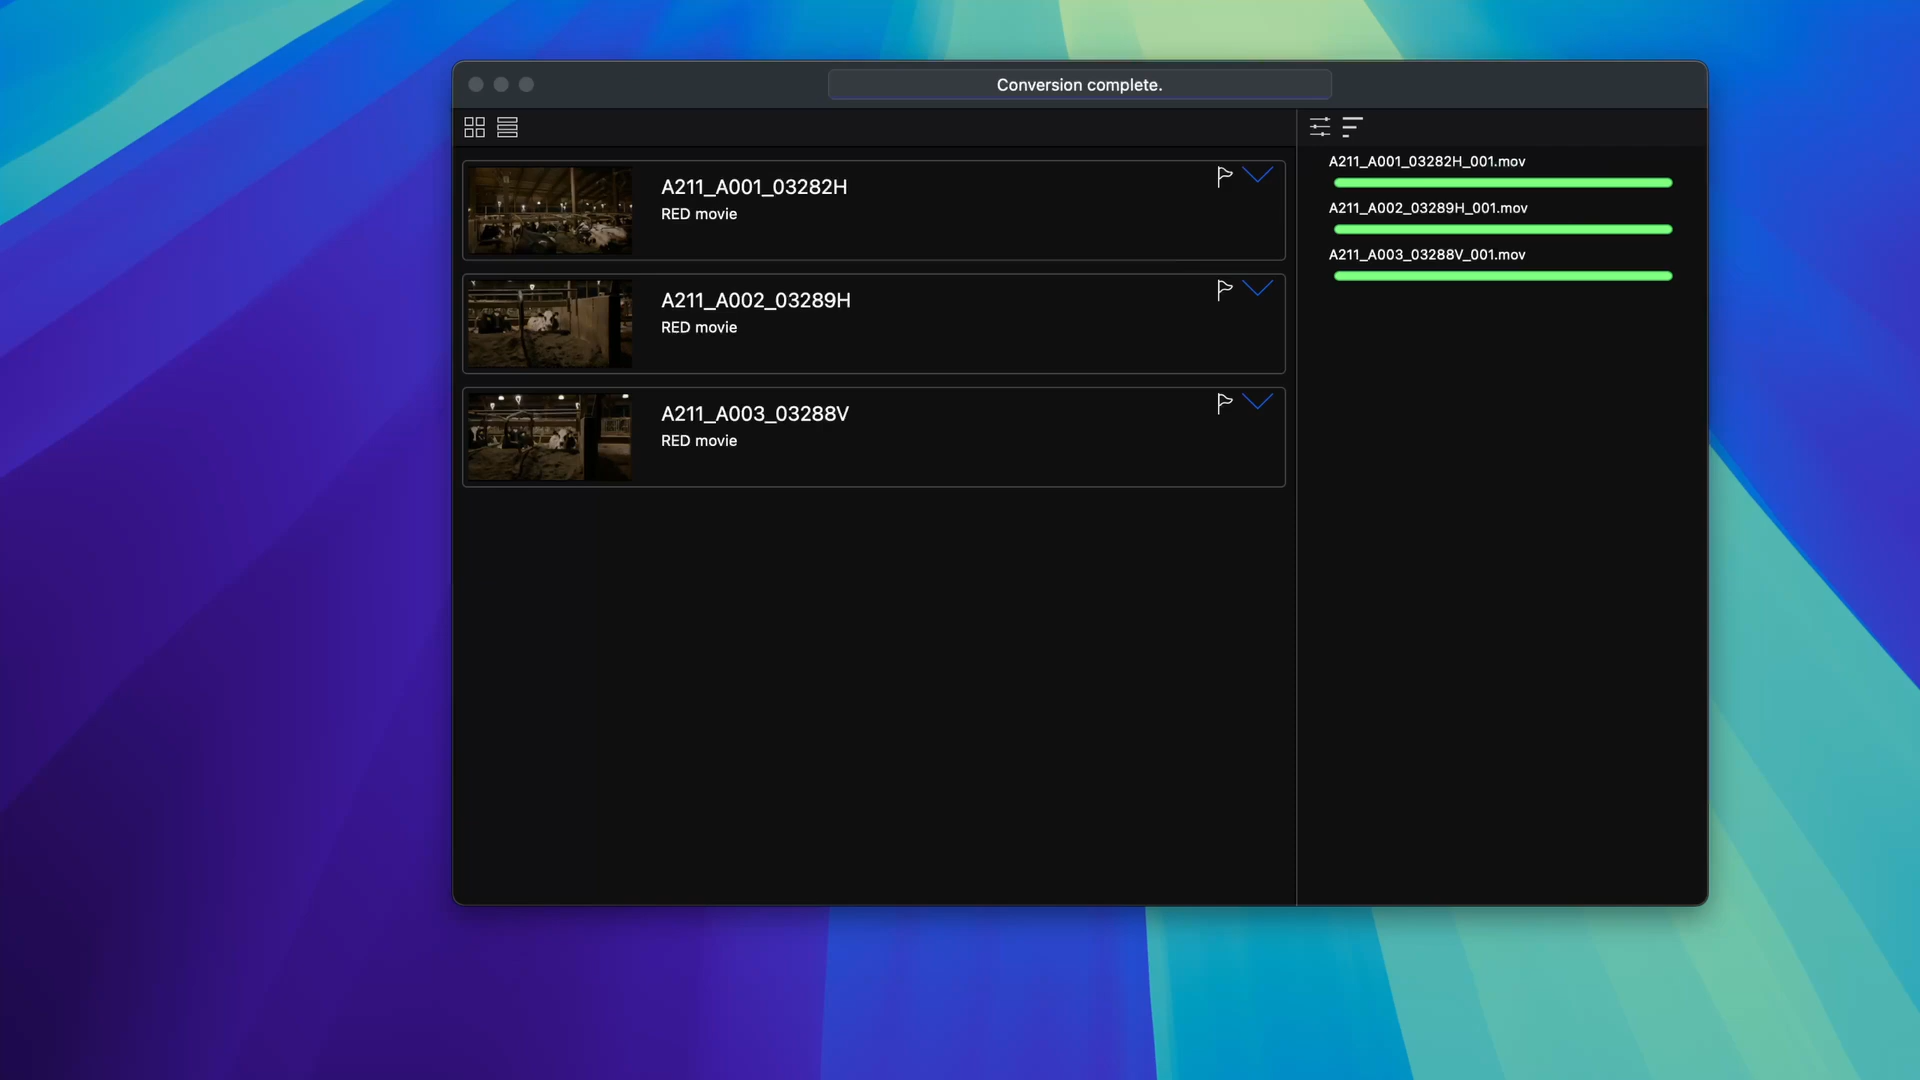 Conversion complete.
A211_A001_03282H
RED movie
A211_A002_03289H
RED movie
A211_A003_03288V
RED movie
A211_A001_03282H_001.mov
A211_A002_03289H_001.mov
A211_A003_03288V_001.mov